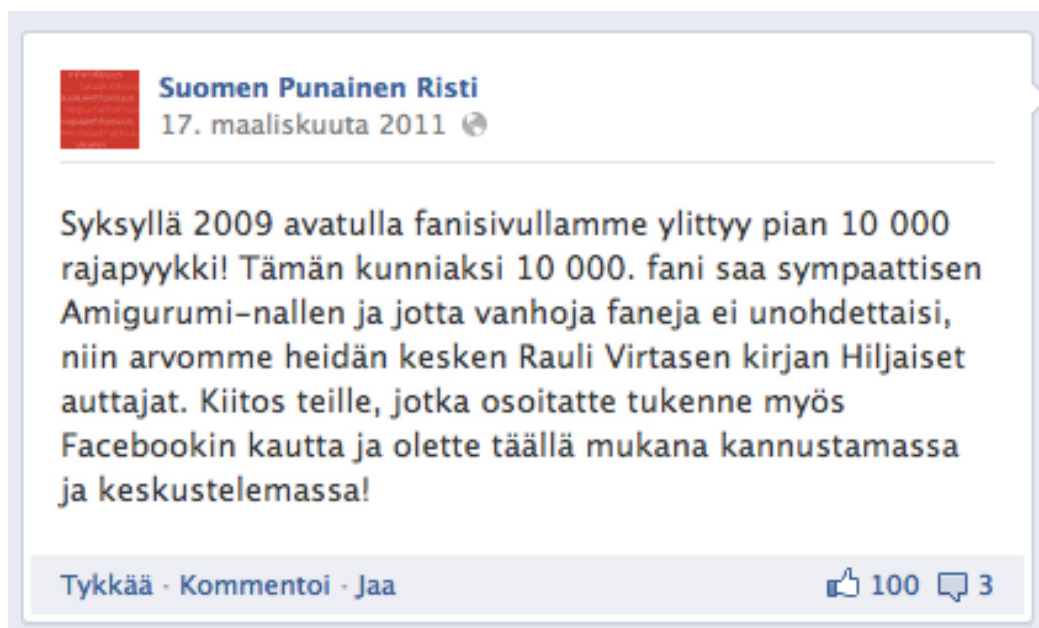 Suomen Punainen Risti
17. maaliskuuta 2011
Syksyllä 2009 avatulla fanisivullamme ylittyy pian 10 000
rajapyykki! Tämän kunniaksi 10 000. fani saa sympaattisen
Amigurumi-nallen ja jotta vanhoja faneja ei unohdettaisi,
niin arvomme heidän kesken Rauli Virtasen kirjan Hiljaiset
auttajat. Kiitos teille, jotka osoitatte tukenne myös
Facebookin kautta ja olette täällä mukana kannustamassa
ja keskustelemassa!
Tykkää · Kommentoi · Jaa 100 3